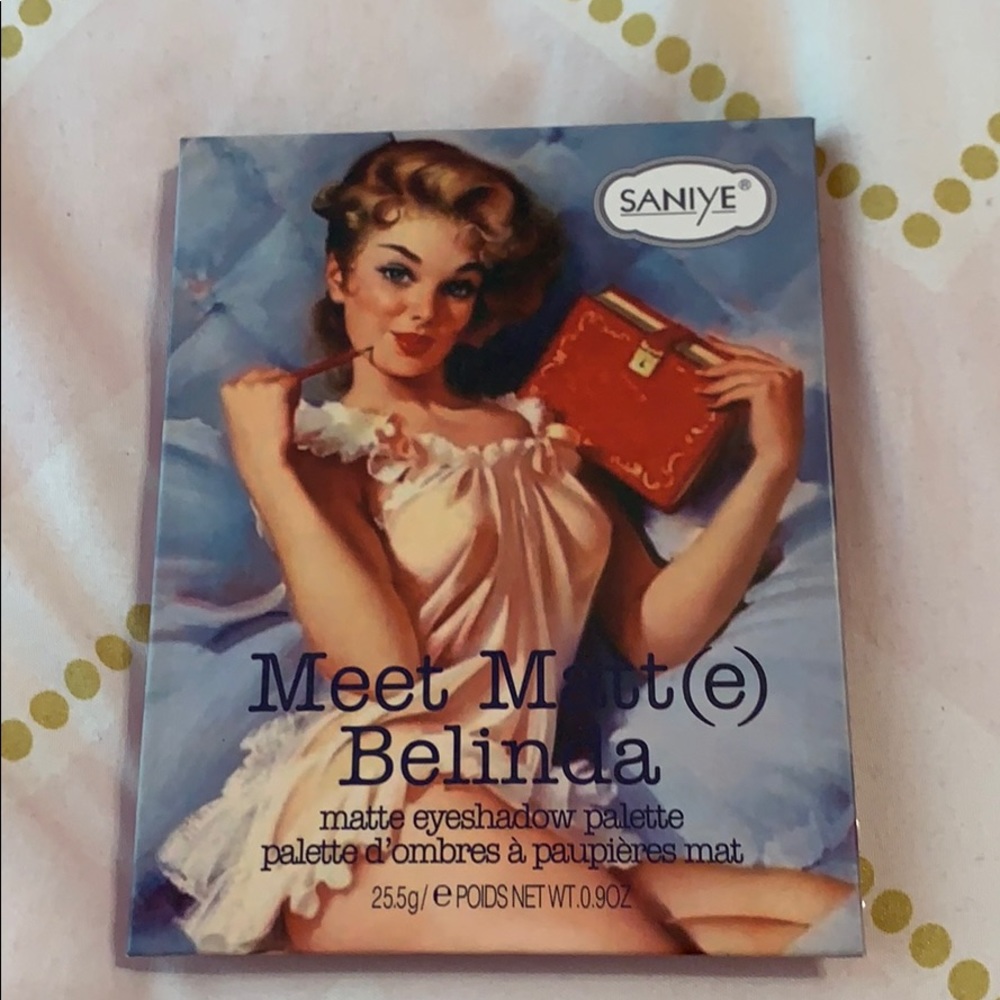 SANIYE®
Meet Matt(e)
Belinda
matte eyeshadow palette
palette d'ombres à paupières mat
25.5g/ e POIDS NET WT.0.9OZ